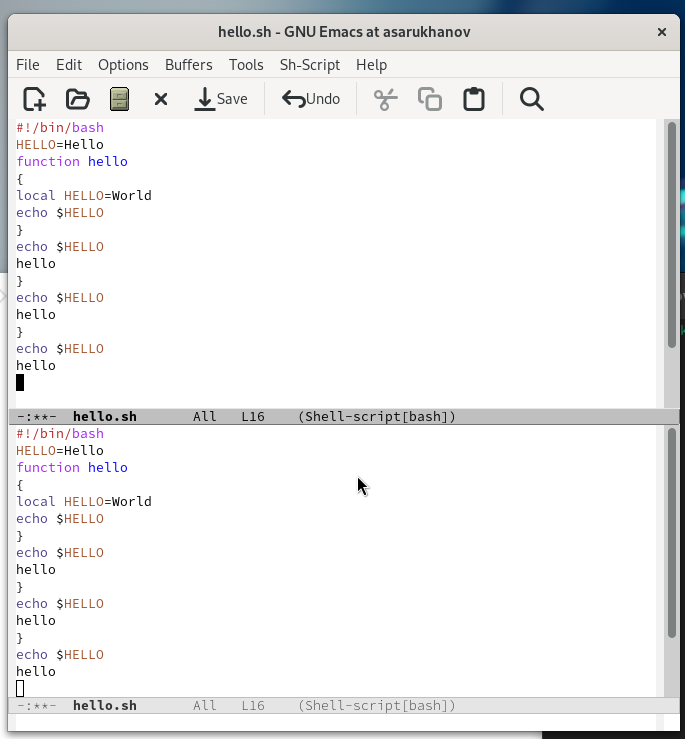 hello.sh - GNU Emacs at asarukhanov
File Edit Options Buffers Tools Sh-Script Help
Save Undo
#!/bin/bash
HELLO=Hello
function hello
{
local HELLO=World
echo $HELLO
}
echo $HELLO
hello
}
echo $HELLO
hello
}
echo $HELLO
hello
-:**-  hello.sh       All   L16    (Shell-script[bash])
#!/bin/bash
HELLO=Hello
function hello
{
local HELLO=World
echo $HELLO
}
echo $HELLO
hello
}
echo $HELLO
hello
}
echo $HELLO
hello
-:**-  hello.sh       All   L16    (Shell-script[bash])